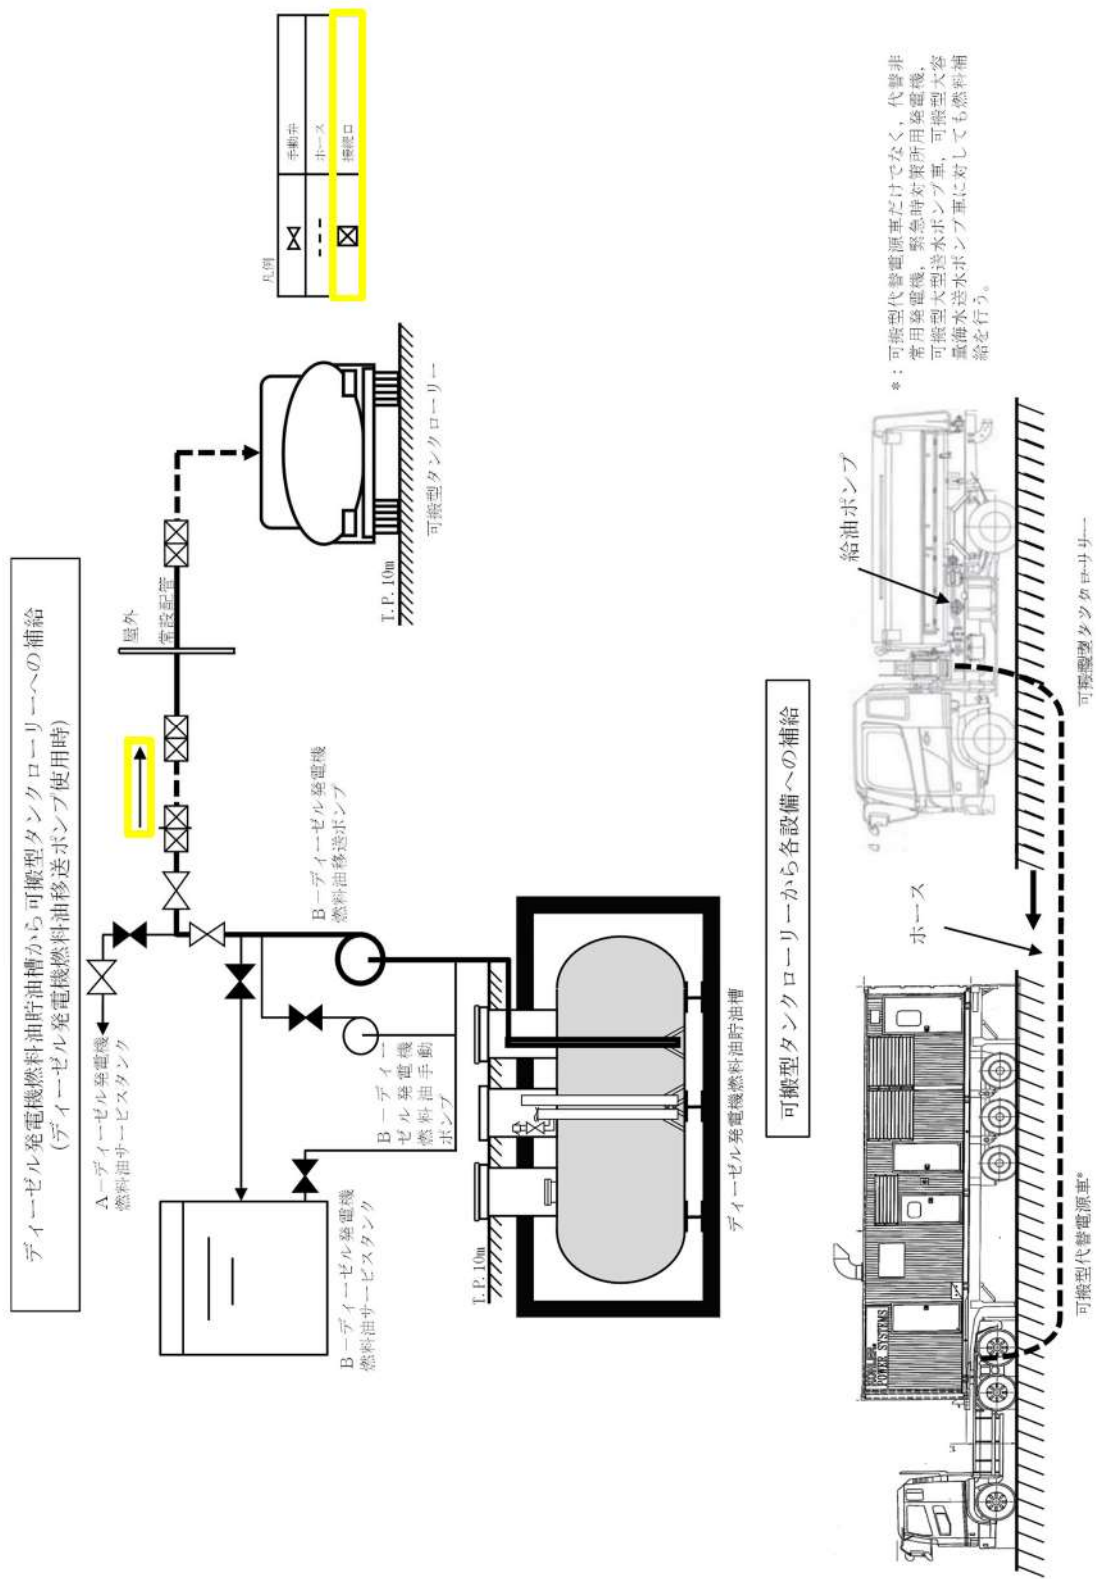 ディーゼル発電機燃料油貯油槽から可搬型タンクローリーへの補給
(ディーゼル発電機燃料油移送ポンプ使用時)
A－ディーゼル発電機
燃料油サービスタンク
屋外
常設配管
B－ディーゼル発電機
燃料油移送ポンプ
B－ディー
ゼル発電機
燃料油手動
ポンプ
B－ディーゼル発電機
燃料油サービスタンク
T.P.10m
ディーゼル発電機燃料油貯油槽
T.P.10m
可搬型タンクローリー
凡例
手動弁
ホース
接続口
可搬型タンクローリーから各設備への補給
給油ポンプ
ホース
POWER SYSTEMS
可搬型代替電源車*
可搬型タンクローリー
*：可搬型代替電源車だけでなく，代替非
常用発電機，緊急時対策所用発電機，
可搬型大型送水ポンプ車，可搬型大容
量海水送水ポンプ車に対しても燃料補
給を行う。